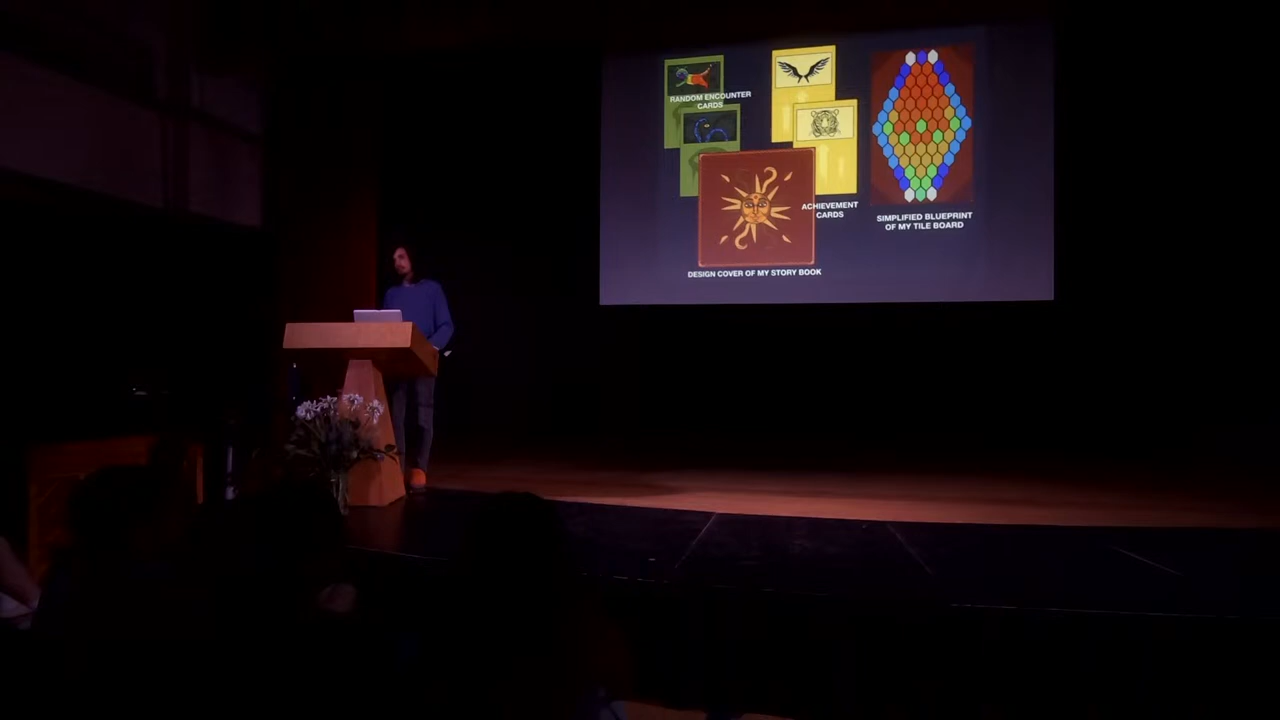 RANDOM ENCOUNTER
CARDS
ACHIEVEMENT
CARDS
SIMPLIFIED BLUEPRINT
OF MY TILE BOARD
DESIGN COVER OF MY STORY BOOK